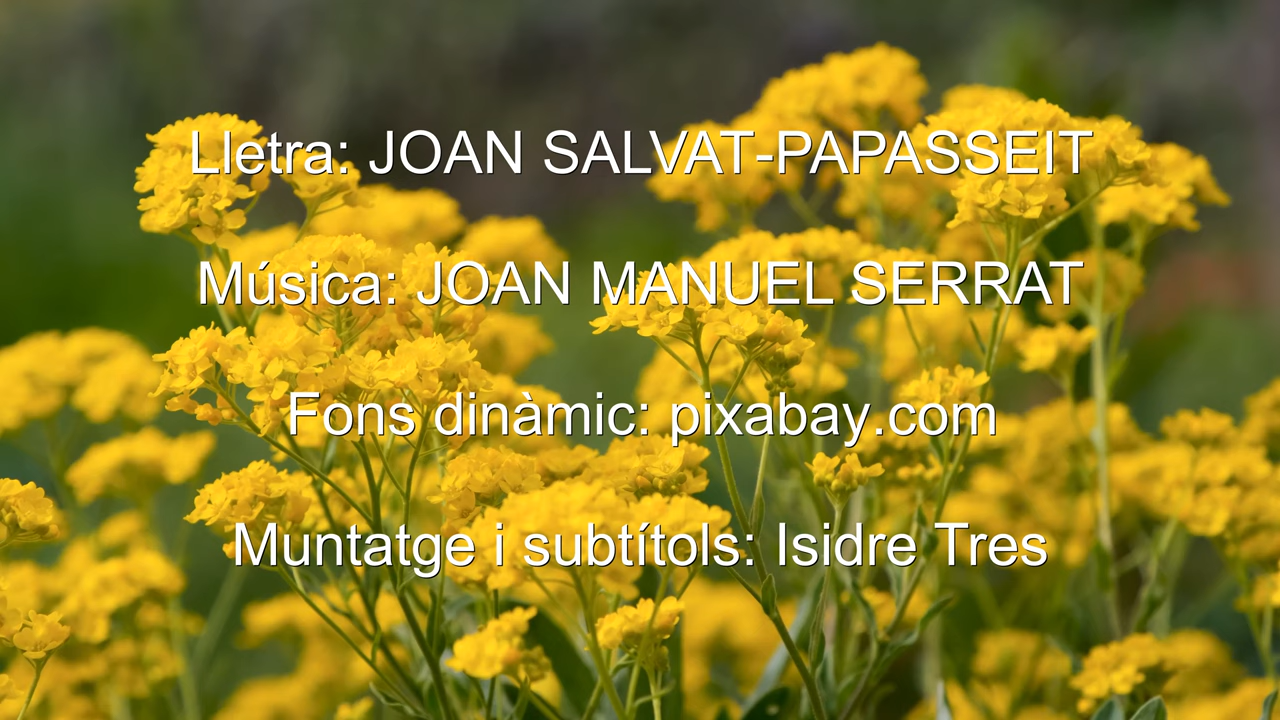 Lletra: JOAN SALVAT-PAPASSEIT
Música: JOAN MANUEL SERRAT
Fons dinàmic: pixabay.com
Muntatge i subtítols: Isidre Tres